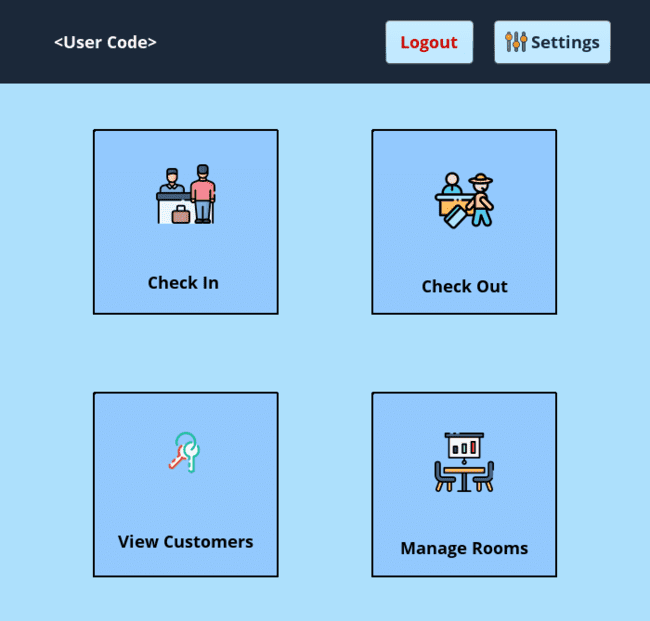 <User Code>
Logout
Settings
Check In
Check Out
View Customers
Manage Rooms